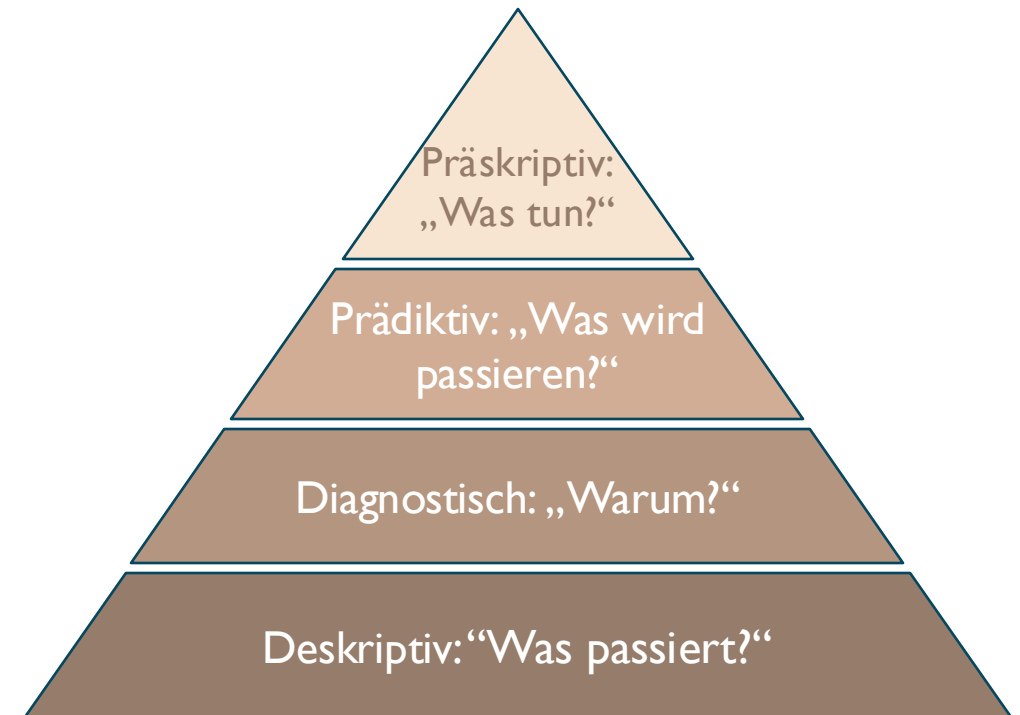 Präskriptiv:
„Was tun?“
Prädiktiv: „Was wird
passieren?“
Diagnostisch: „Warum?“
Deskriptiv: “Was passiert?“